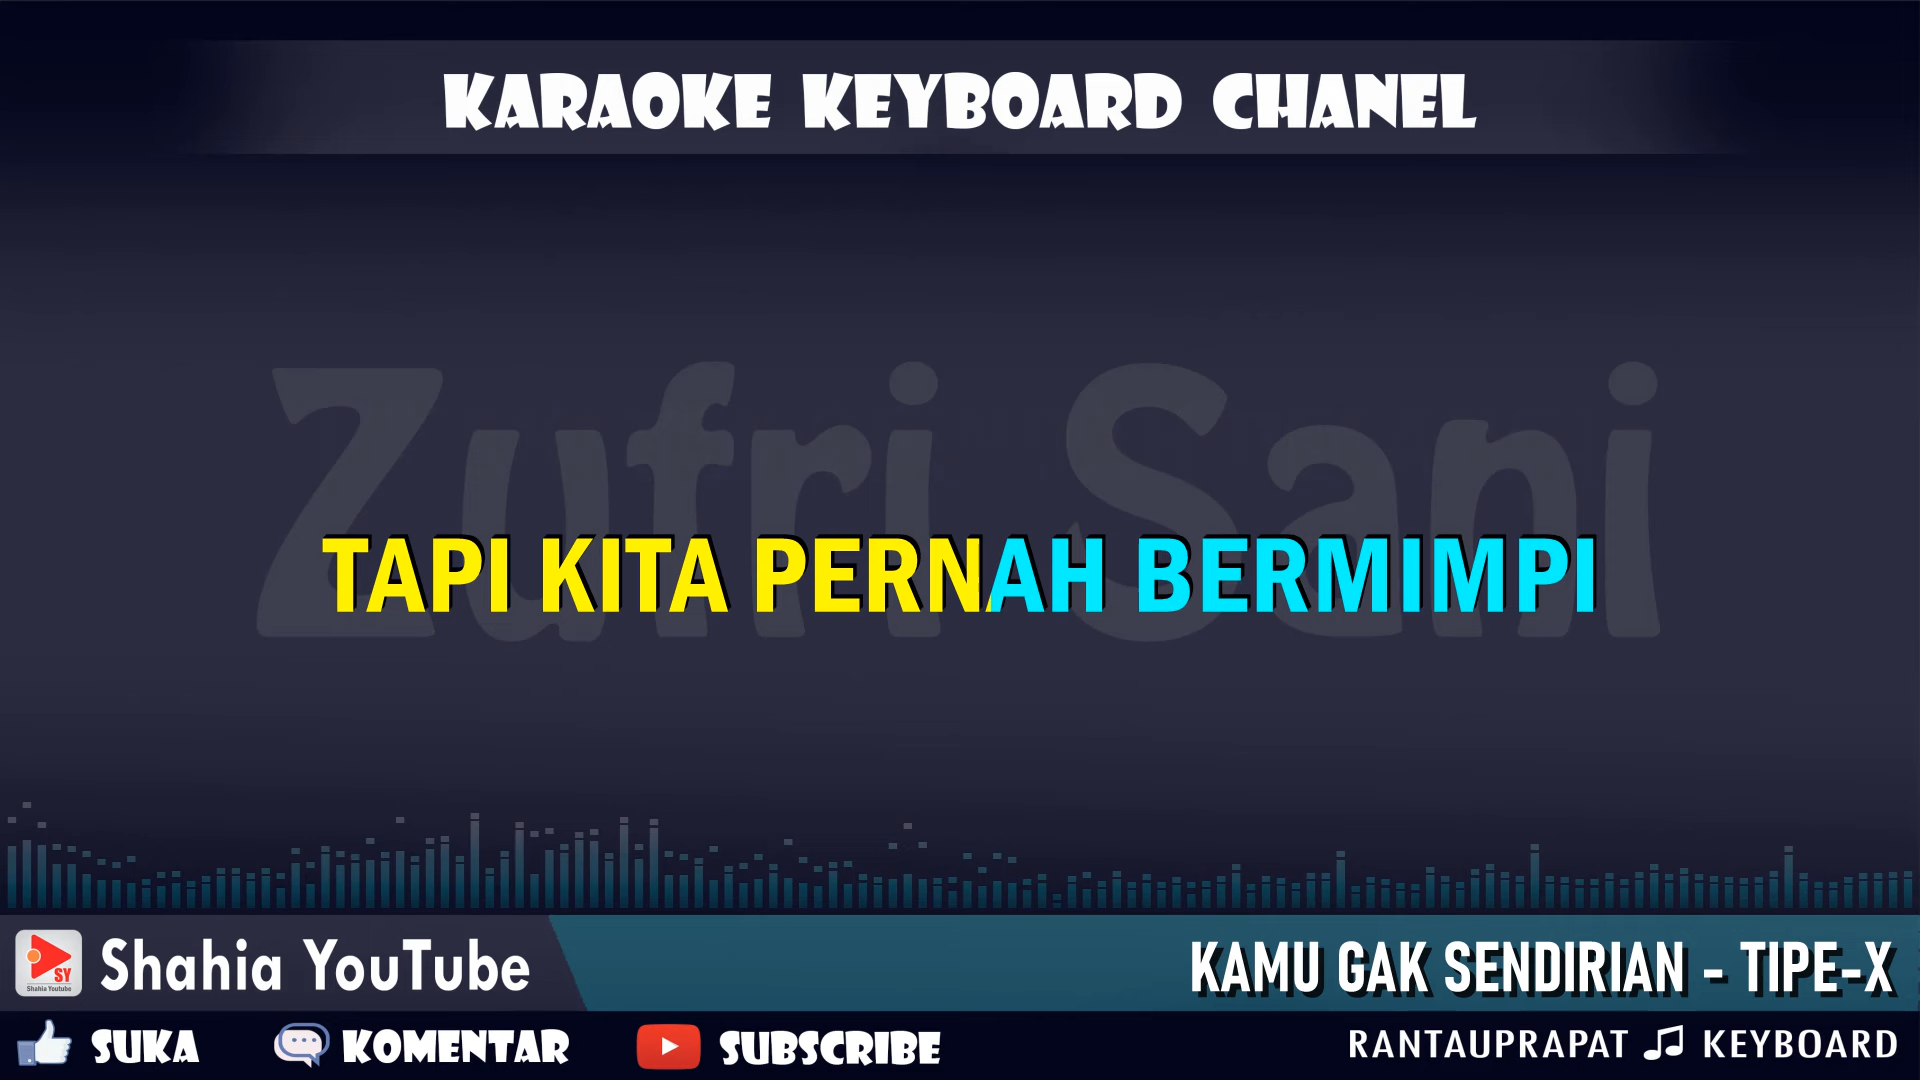 KARAOKE KEYBOARD CHANEL
Zufri Sani
TAPI KITA PERNAH BERMIMPI
SY
Shahia Youtube
Shahia YouTube
KAMU GAK SENDIRIAN - TIPE-X
SUKA
KOMENTAR
SUBSCRIBE
RANTAUPRAPAT 🎵 KEYBOARD